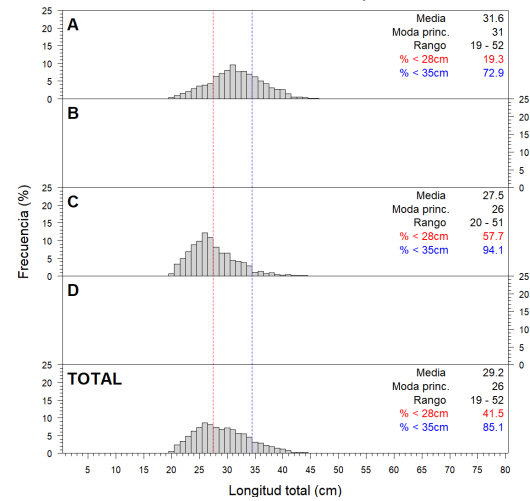 25
20
15
10
5
0
A
Media 31.6
Moda princ. 31
Rango 19 - 52
% < 28cm 19.3
% < 35cm 72.9
B
25
20
15
10
5
0
25
20
15
10
5
0
C
Media 27.5
Moda princ. 26
Rango 20 - 51
% < 28cm 57.7
% < 35cm 94.1
D
25
20
15
10
5
0
25
20
15
10
5
0
TOTAL
Media 29.2
Moda princ. 26
Rango 19 - 52
% < 28cm 41.5
% < 35cm 85.1
Frecuencia (%)
5 10 15 20 25 30 35 40 45 50 55 60 65 70 75 80
Longitud total (cm)